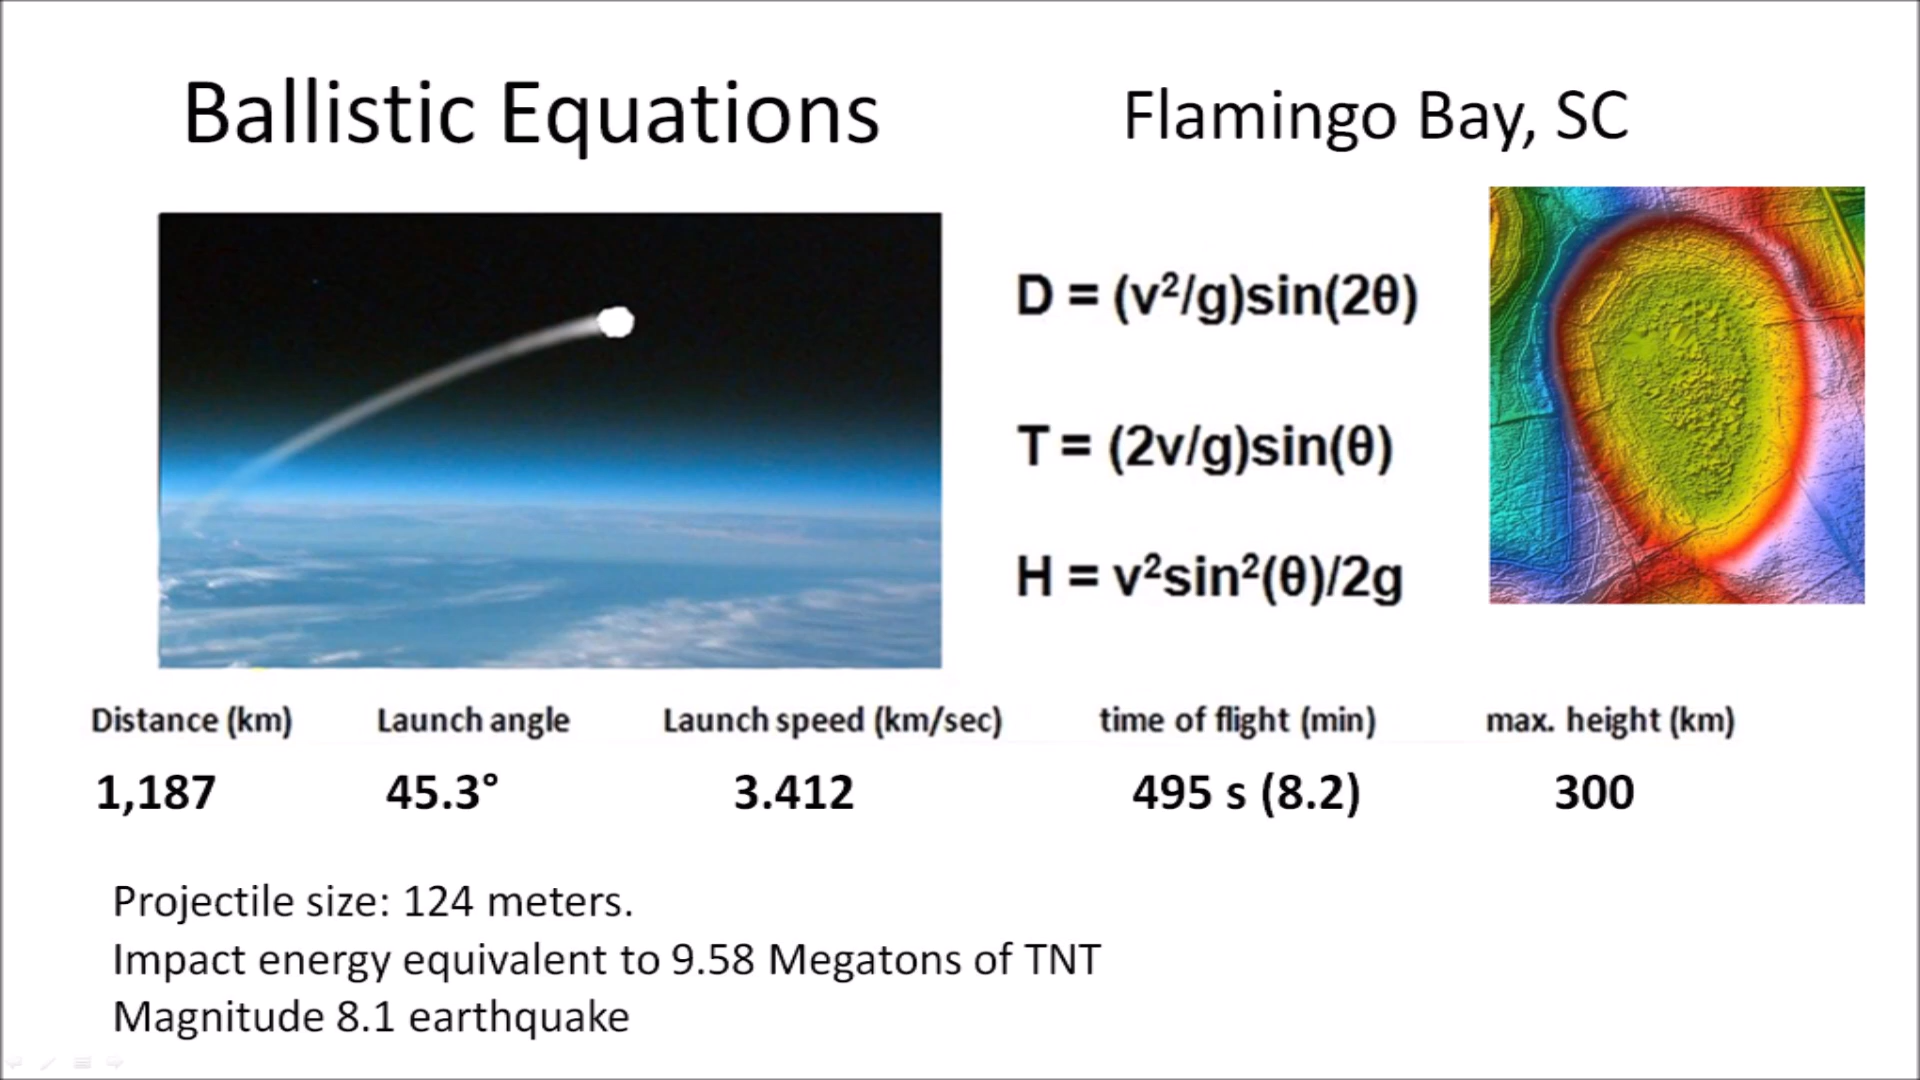 Ballistic Equations
Flamingo Bay, SC
D = (v²/g)sin(2θ)
T = (2v/g)sin(θ)
H = v²sin²(θ)/2g
Distance (km) Launch angle Launch speed (km/sec) time of flight (min) max. height (km)
1,187 45.3° 3.412 495 s (8.2) 300
Projectile size: 124 meters.
Impact energy equivalent to 9.58 Megatons of TNT
Magnitude 8.1 earthquake